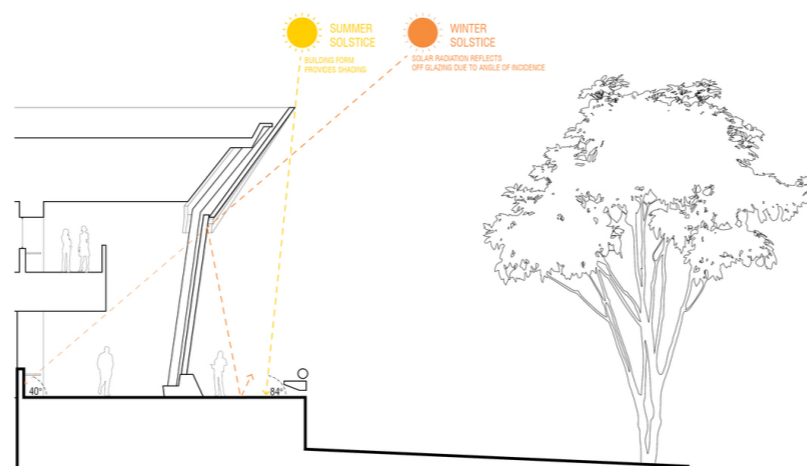 SUMMER
SOLSTICE
BUILDING FORM
PROVIDES SHADING
WINTER
SOLSTICE
SOLAR RADIATION REFLECTS
OFF GLAZING DUE TO ANGLE OF INCIDENCE
40°
84°